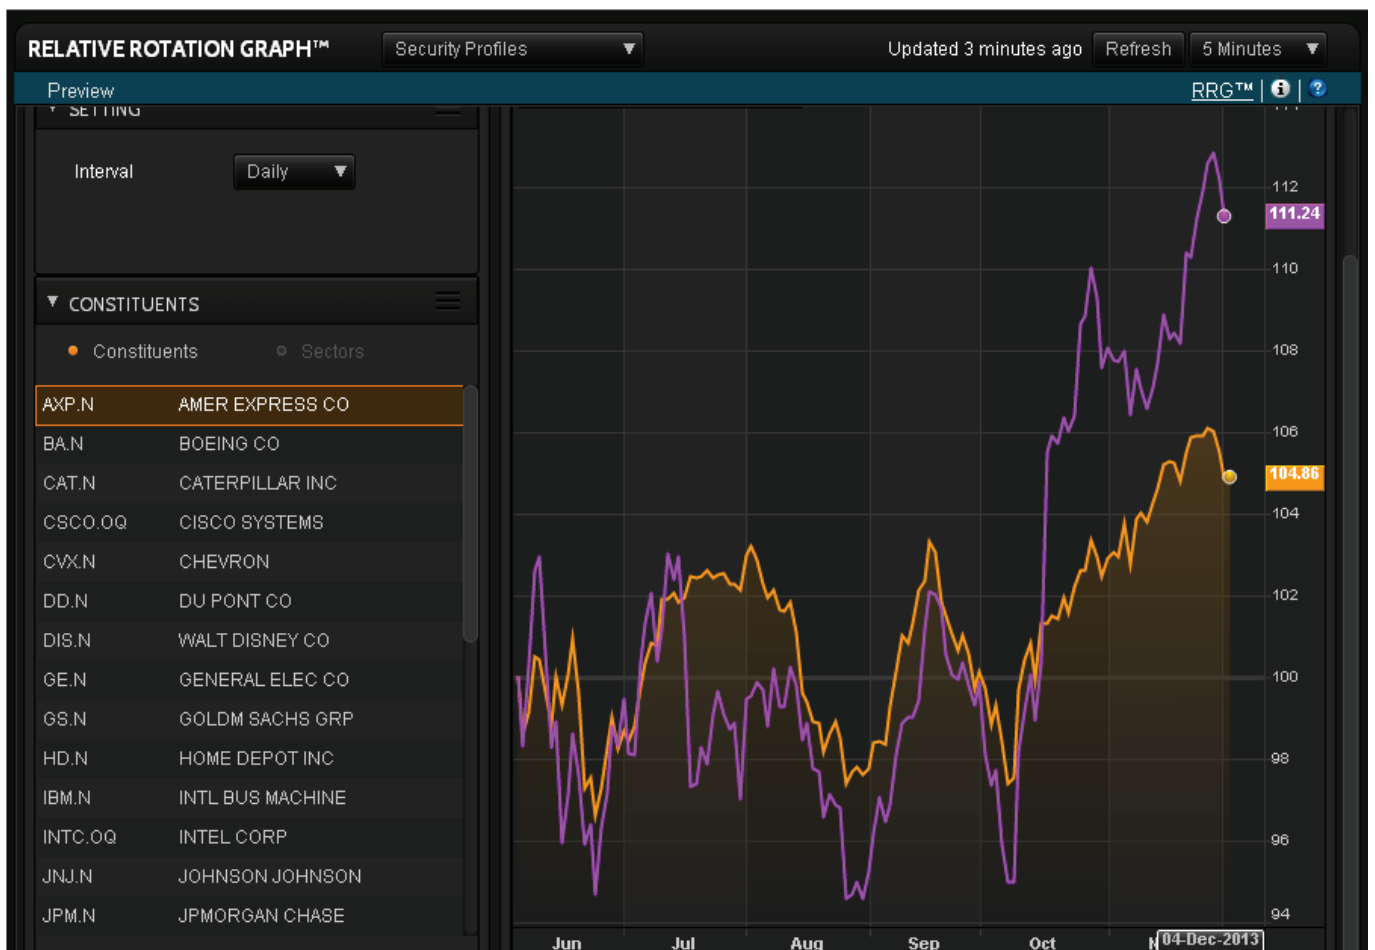 RELATIVE ROTATION GRAPH™ Security Profiles Updated 3 minutes ago Refresh 5 Minutes
Preview RRG™ | i | ?
SETTING
Interval Daily
CONSTITUENTS
Constituents Sectors
AXP.N AMER EXPRESS CO
BA.N BOEING CO
CAT.N CATERPILLAR INC
CSCO.OQ CISCO SYSTEMS
CVX.N CHEVRON
DD.N DU PONT CO
DIS.N WALT DISNEY CO
GE.N GENERAL ELEC CO
GS.N GOLDM SACHS GRP
HD.N HOME DEPOT INC
IBM.N INTL BUS MACHINE
INTC.OQ INTEL CORP
JNJ.N JOHNSON JOHNSON
JPM.N JPMORGAN CHASE
112
111.24
110
108
106
104.86
104
102
100
98
96
94
Jun Jul Aug Sep Oct 04-Dec-2013